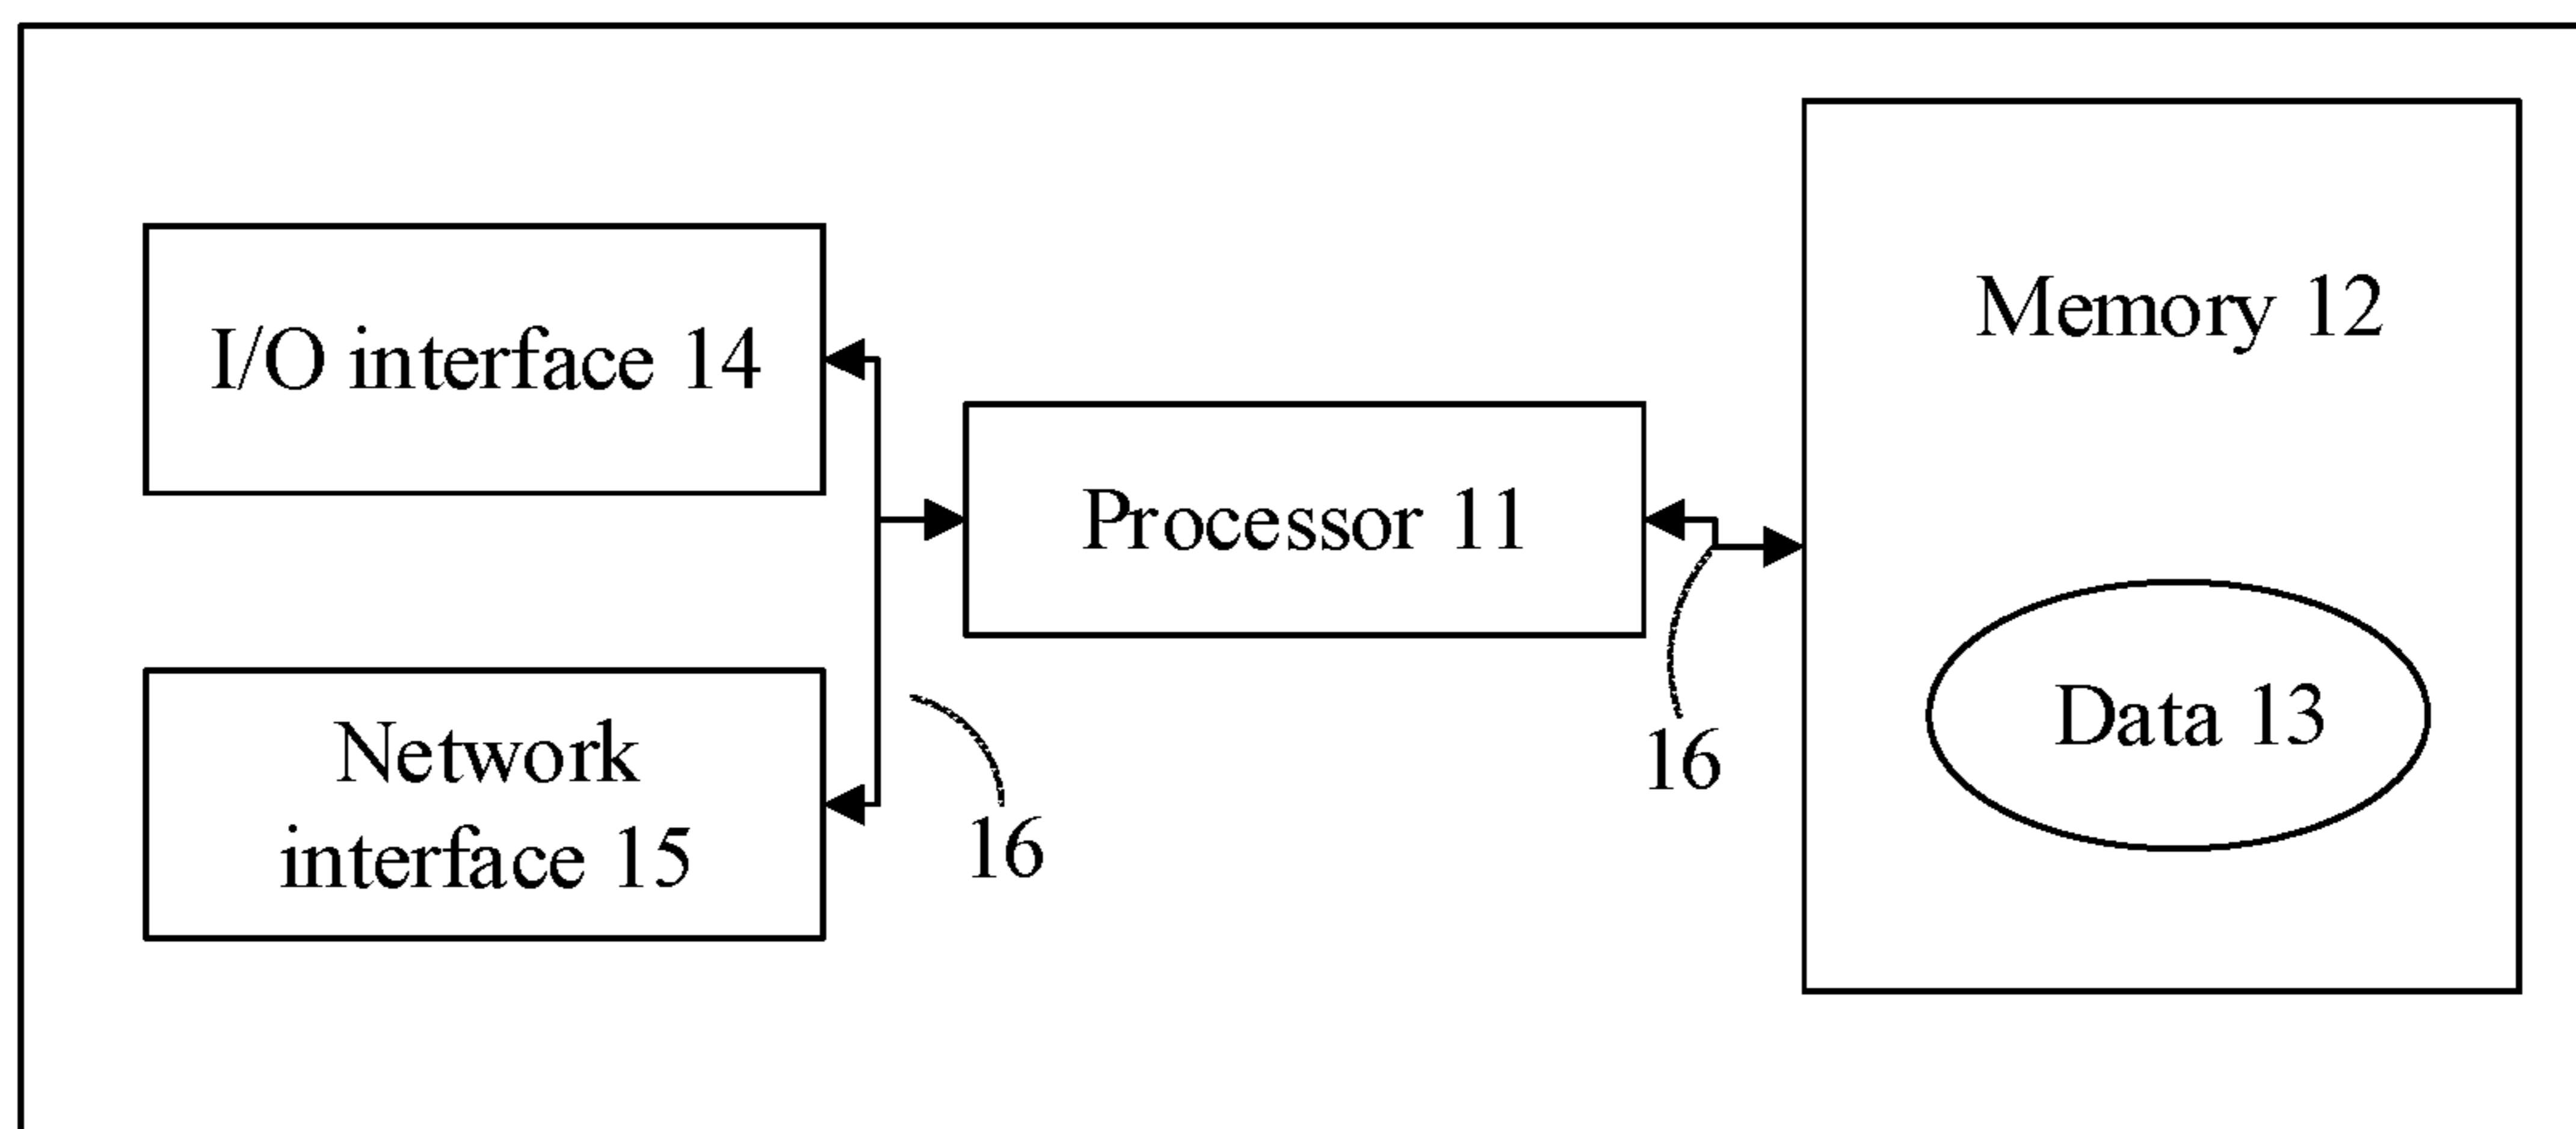 I/O interface 14
Network
interface 15
16
Processor 11
16
Memory 12
Data 13